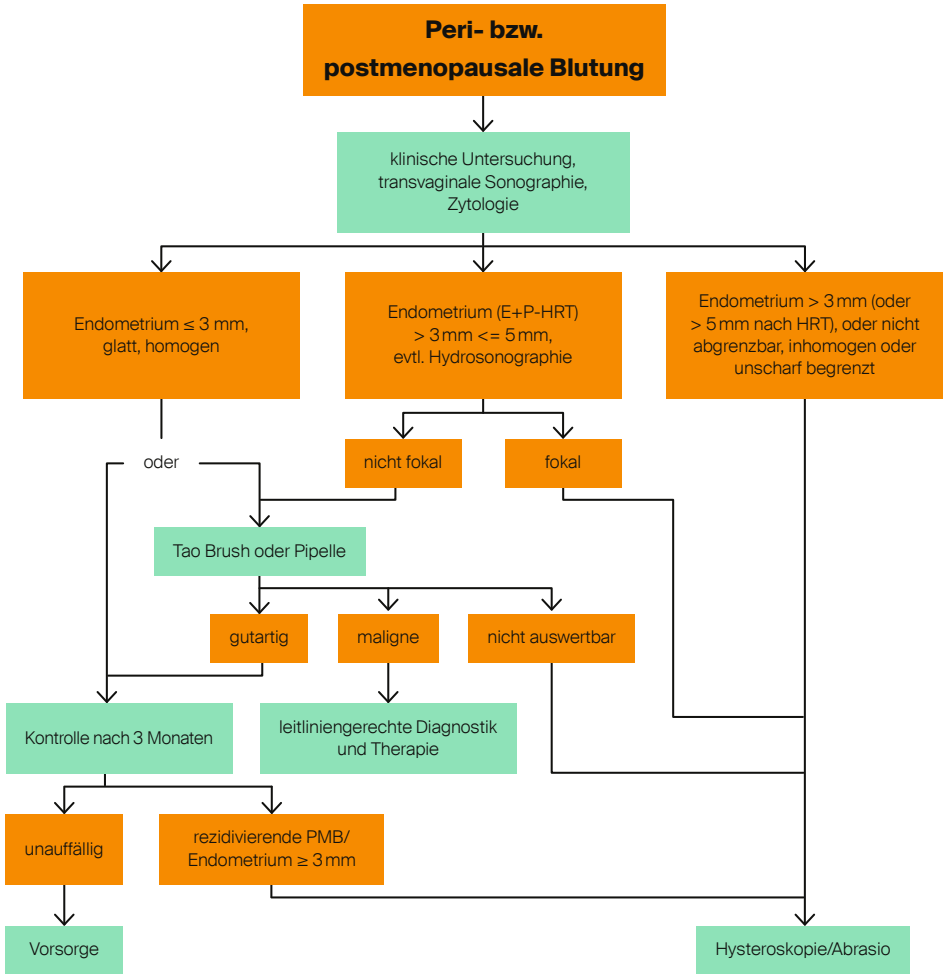 Peri- bzw.
postmenopausale Blutung
klinische Untersuchung,
transvaginale Sonographie,
Zytologie
Endometrium ≤ 3 mm,
glatt, homogen
Endometrium (E+P-HRT)
> 3 mm <= 5 mm,
evtl. Hydrosonographie
Endometrium > 3 mm (oder
> 5 mm nach HRT), oder nicht
abgrenzbar, inhomogen oder
unscharf begrenzt
oder
nicht fokal
fokal
Tao Brush oder Pipelle
gutartig
maligne
nicht auswertbar
Kontrolle nach 3 Monaten
leitliniengerechte Diagnostik
und Therapie
unauffällig
rezidivierende PMB/
Endometrium ≥ 3 mm
Vorsorge
Hysteroskopie/Abrasio